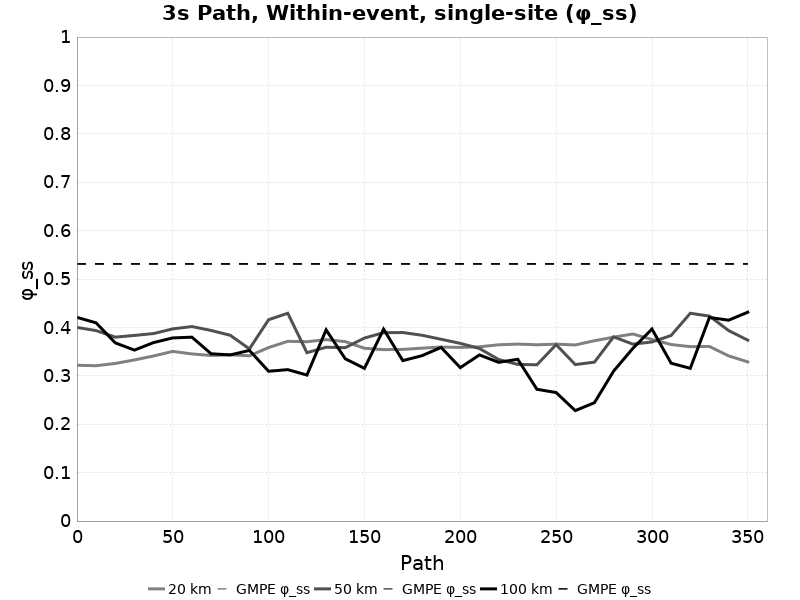 3s Path, Within-event, single-site (φ_ss)
1
0.9
0.8
0.7
0.6
0.5
0.4
0.3
0.2
0.1
0
φ_ss
0 50 100 150 200 250 300 350
Path
20 km GMPE φ_ss 50 km GMPE φ_ss 100 km GMPE φ_ss